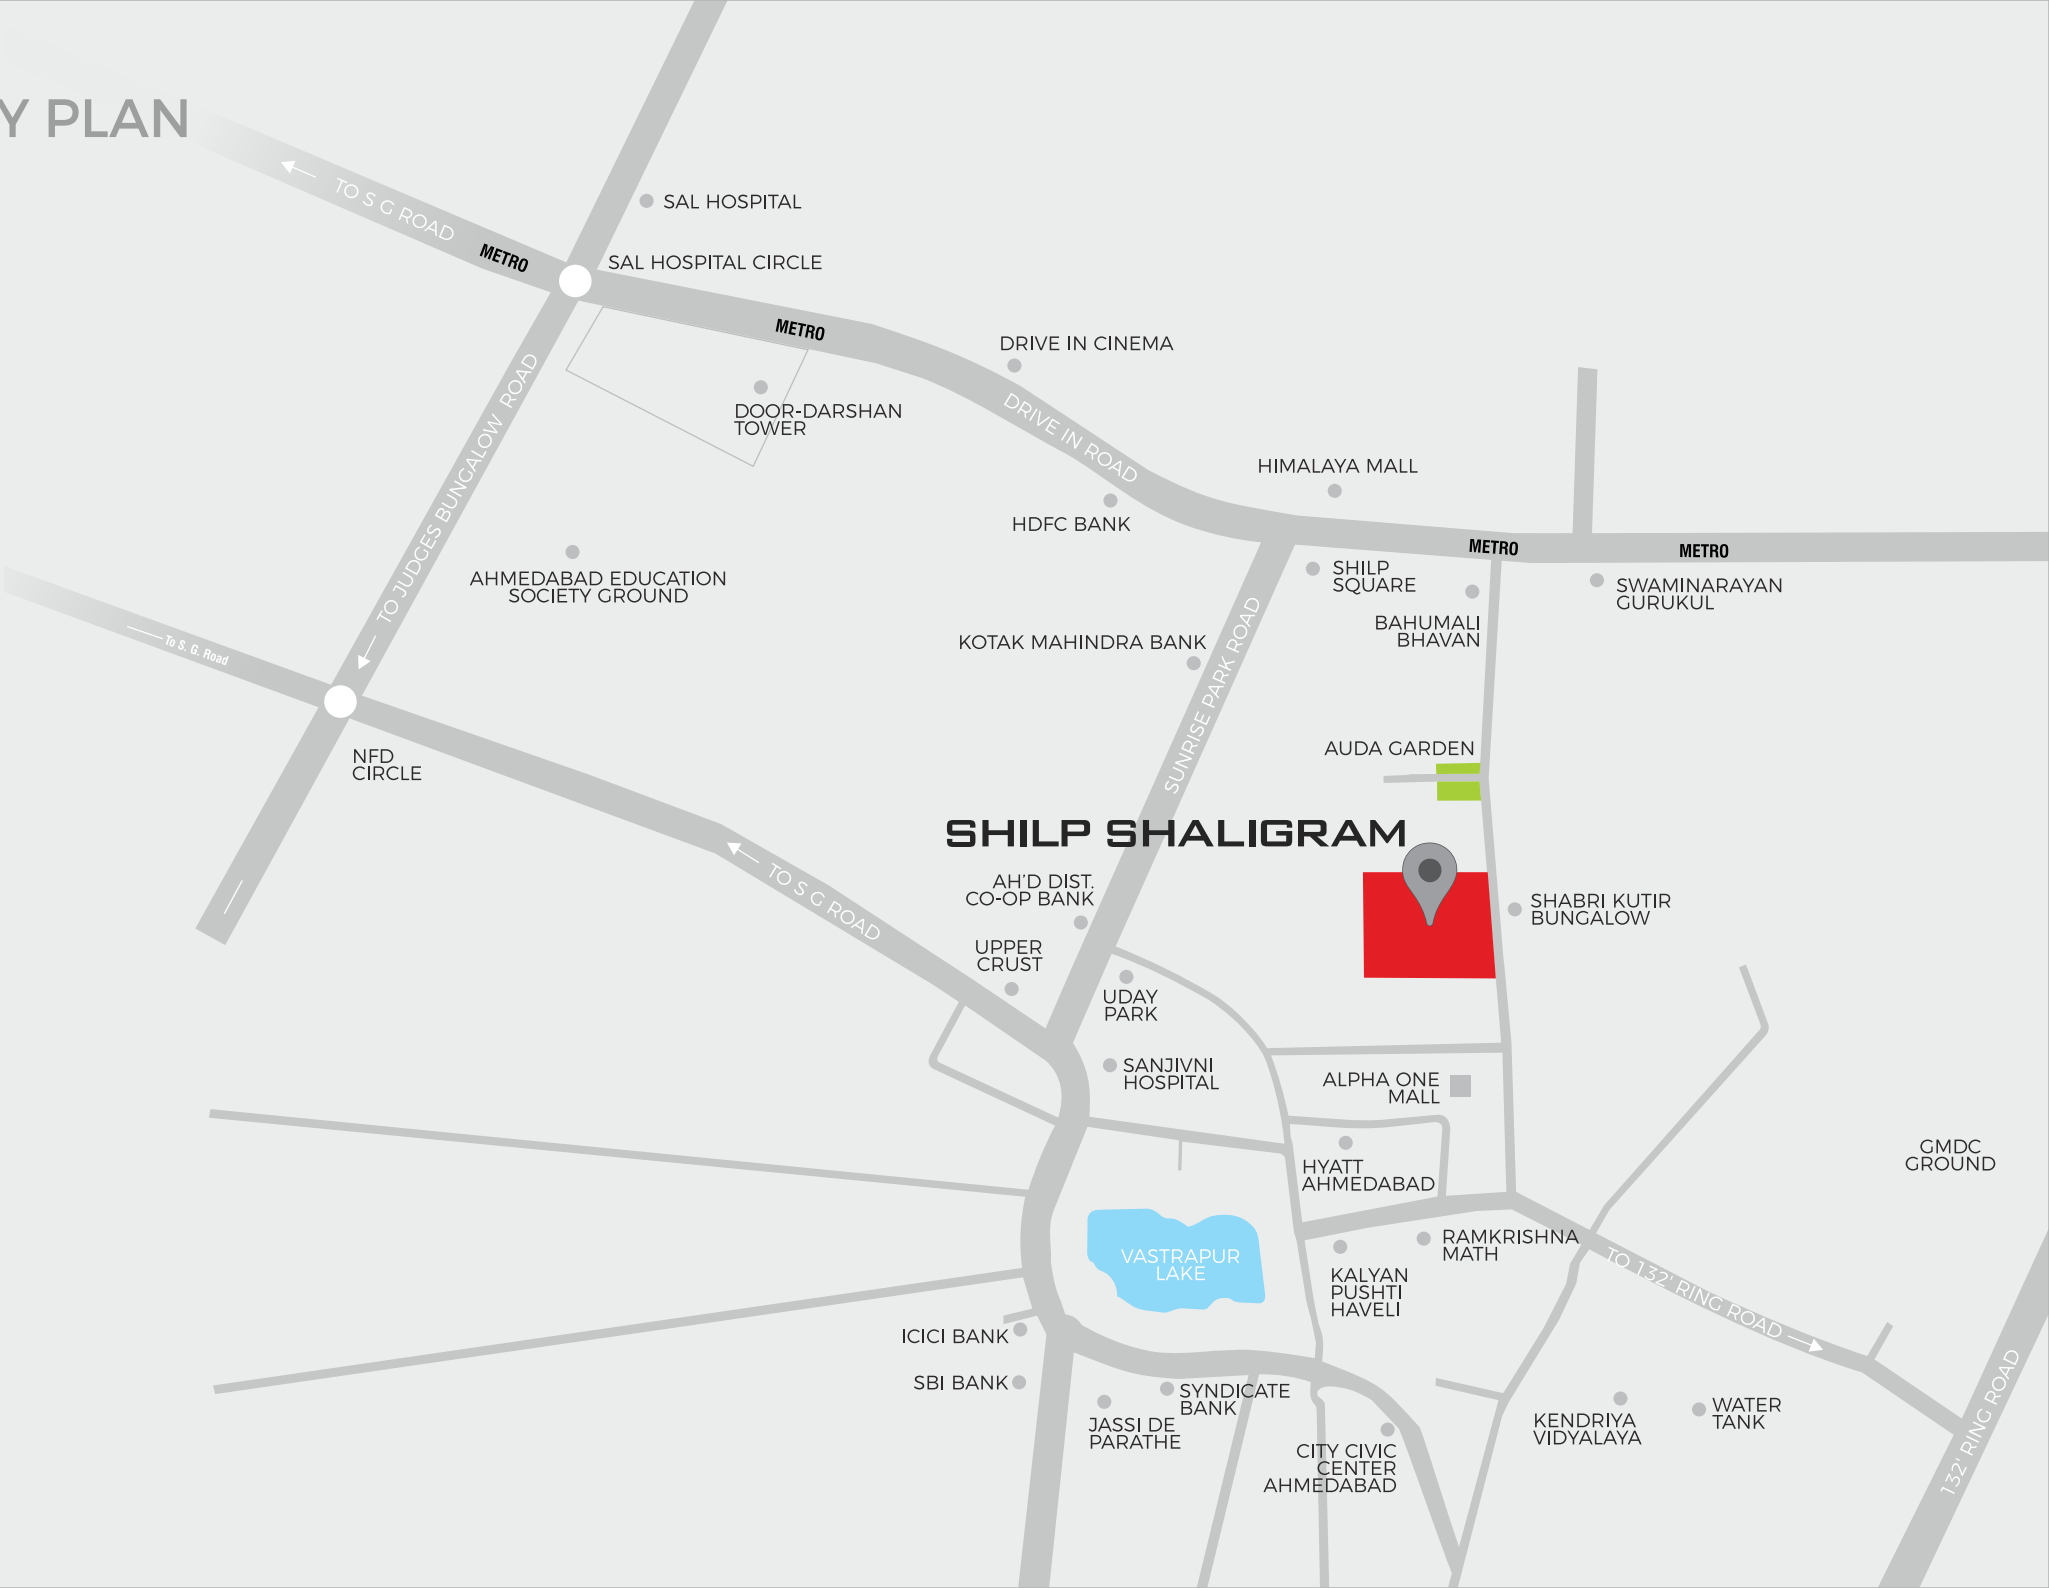 Y PLAN
TO S G ROAD
METRO
SAL HOSPITAL
SAL HOSPITAL CIRCLE
METRO
DRIVE IN CINEMA
DRIVE IN ROAD
DOOR-DARSHAN
TOWER
TO JUDGES BUNGALOW ROAD
HIMALAYA MALL
HDFC BANK
METRO
METRO
AHMEDABAD EDUCATION
SOCIETY GROUND
SHILP
SQUARE
SWAMINARAYAN
GURUKUL
BAHUMALI
BHAVAN
KOTAK MAHINDRA BANK
SUNRISE PARK ROAD
To S. G. Road
NFD
CIRCLE
AUDA GARDEN
SHILP SHALIGRAM
TO S G ROAD
AH'D DIST.
CO-OP BANK
SHABRI KUTIR
BUNGALOW
UPPER
CRUST
UDAY
PARK
SANJIVNI
HOSPITAL
ALPHA ONE
MALL
GMDC
GROUND
HYATT
AHMEDABAD
VASTRAPUR
LAKE
RAMKRISHNA
MATH
KALYAN
PUSHTI
HAVELI
TO 132' RING ROAD
ICICI BANK
SBI BANK
SYNDICATE
BANK
JASSI DE
PARATHE
CITY CIVIC
CENTER
AHMEDABAD
KENDRIYA
VIDYALAYA
WATER
TANK
132' RING ROAD